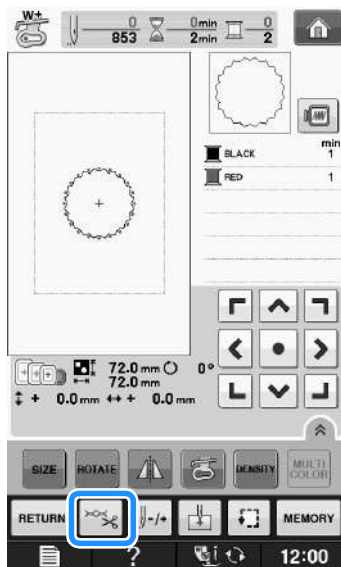 W+
0 0min 0
853 2min 2
min
BLACK 1
RED 1
72.0 mm 0°
72.0 mm
+ 0.0 mm + 0.0 mm
SIZE ROTATE DENSITY MULTI COLOR
RETURN -/+ MEMORY
? 12:00